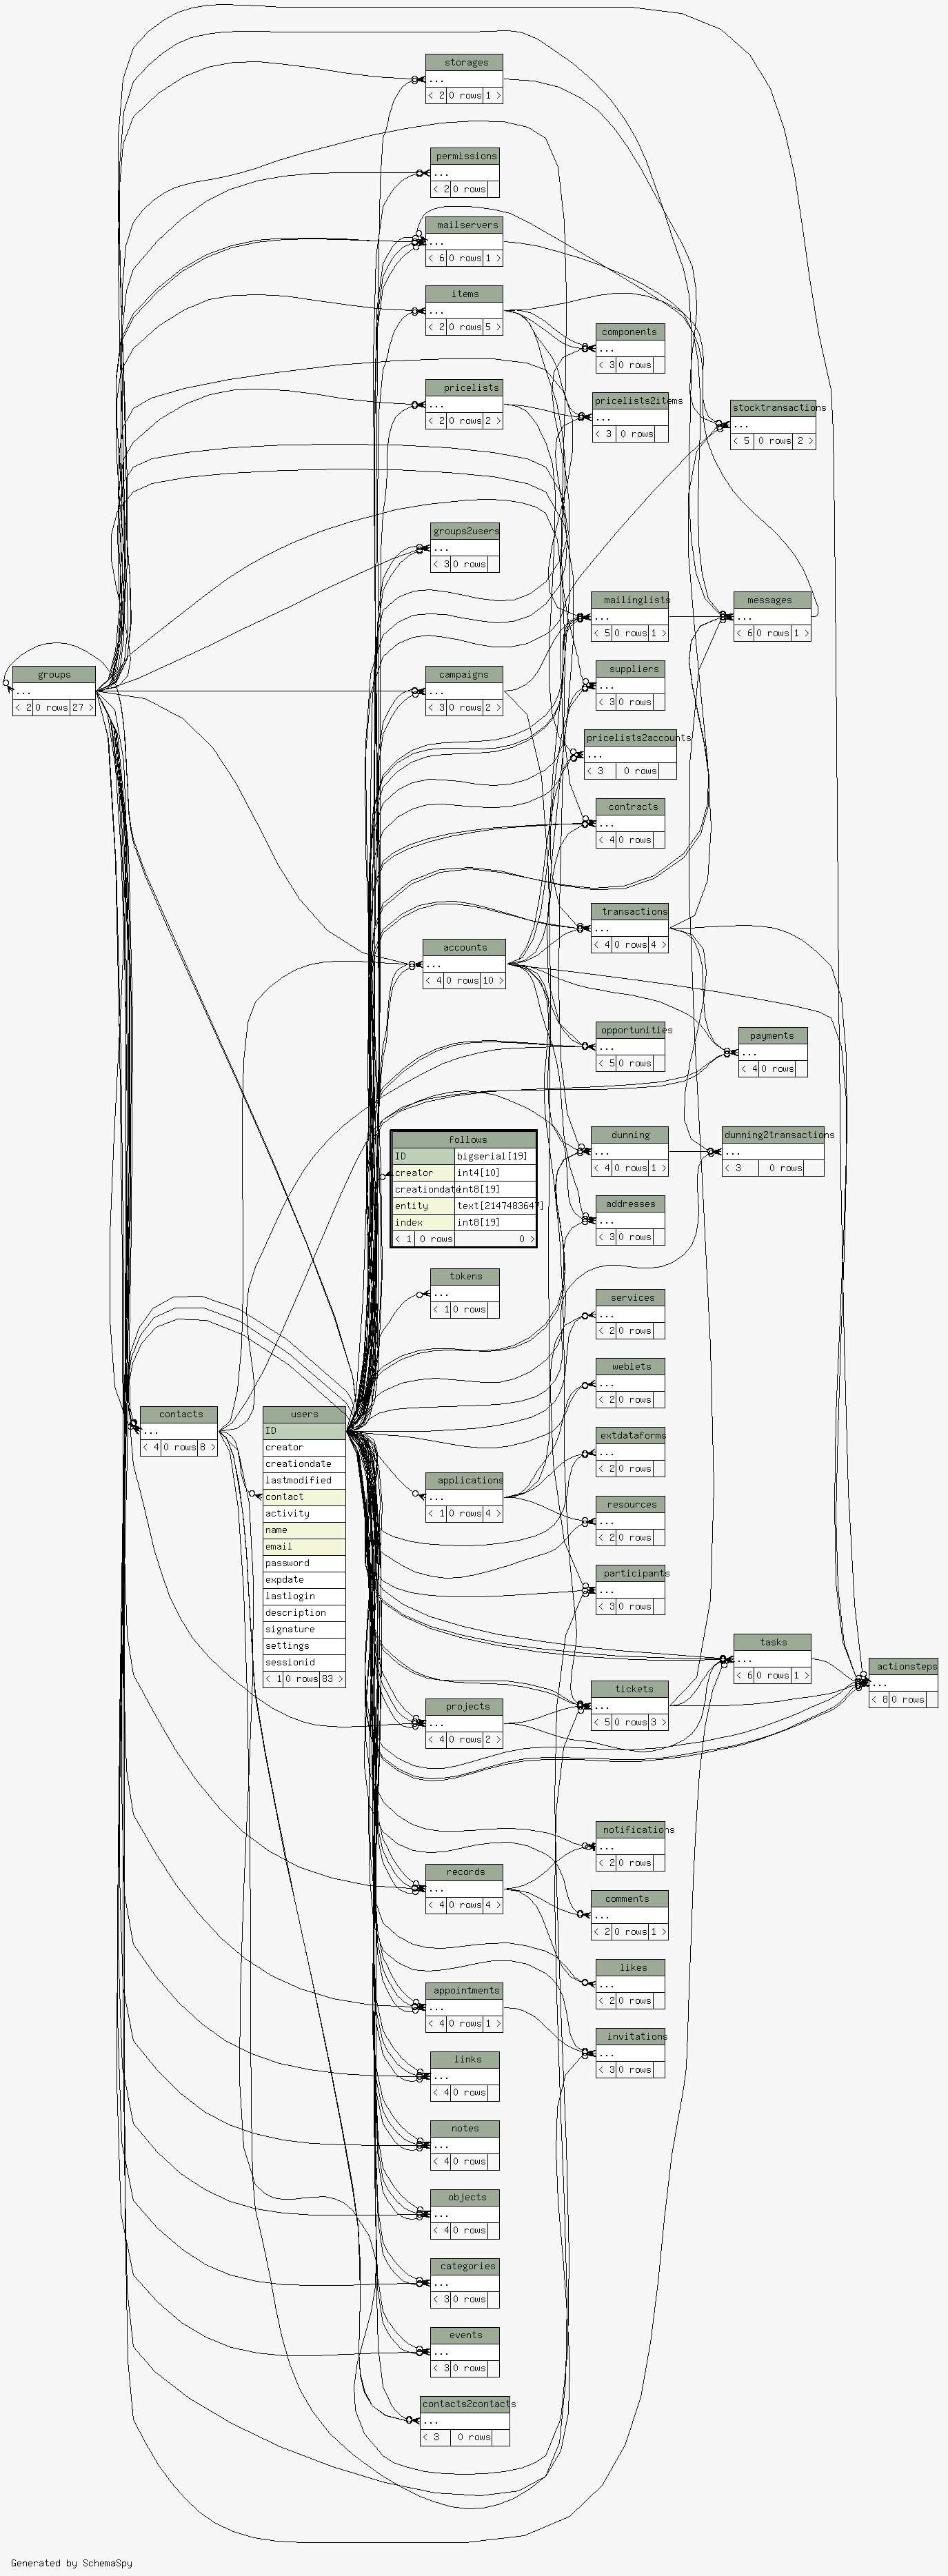 storages
...
< 2 0 rows 1 >
permissions
...
< 2 0 rows
mailservers
...
< 6 0 rows 1 >
items
...
< 2 0 rows 5 >
components
...
< 3 0 rows
pricelists
...
< 2 0 rows 2 >
pricelists2items
...
< 3 0 rows
stocktransactions
...
< 5 0 rows 2 >
groups2users
...
< 3 0 rows
mailinglists
...
< 5 0 rows 1 >
messages
...
< 6 0 rows 1 >
groups
...
< 2 0 rows 27 >
campaigns
...
< 3 0 rows 2 >
suppliers
...
< 3 0 rows
pricelists2accounts
...
< 3 0 rows
contracts
...
< 4 0 rows
transactions
...
< 4 0 rows 4 >
accounts
...
< 4 0 rows 10 >
opportunities
...
< 5 0 rows
payments
...
< 4 0 rows
follows
ID bigserial[19]
creator int4[10]
creationdate int8[19]
entity text[2147483647]
index int8[19]
< 1 0 rows 0 >
dunning
...
< 4 0 rows 1 >
dunning2transactions
...
< 3 0 rows
addresses
...
< 3 0 rows
tokens
...
< 1 0 rows
services
...
< 2 0 rows
weblets
...
< 2 0 rows
contacts
...
< 4 0 rows 8 >
users
ID
creator
creationdate
lastmodified
contact
activity
name
email
password
expdate
lastlogin
description
signature
settings
sessionid
< 1 0 rows 83 >
extdataforms
...
< 2 0 rows
applications
...
< 1 0 rows 4 >
resources
...
< 2 0 rows
participants
...
< 3 0 rows
tasks
...
< 6 0 rows 1 >
actionsteps
...
< 8 0 rows
tickets
...
< 5 0 rows 3 >
projects
...
< 4 0 rows 2 >
notifications
...
< 2 0 rows
records
...
< 4 0 rows 4 >
comments
...
< 2 0 rows 1 >
likes
...
< 2 0 rows
appointments
...
< 4 0 rows 1 >
invitations
...
< 3 0 rows
links
...
< 4 0 rows
notes
...
< 4 0 rows
objects
...
< 4 0 rows
categories
...
< 3 0 rows
events
...
< 3 0 rows
contacts2contacts
...
< 3 0 rows
Generated by SchemaSpy